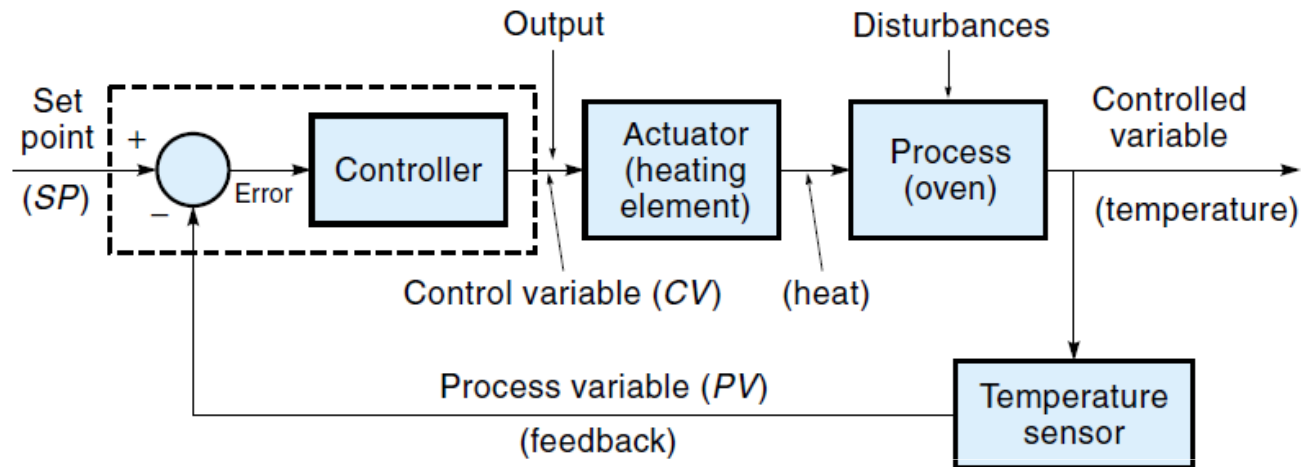 Output
Disturbances
Set
point
+
(SP)
−
Error
Controller
Actuator
(heating
element)
Process
(oven)
Controlled
variable
(temperature)
Control variable (CV)
(heat)
Process variable (PV)
(feedback)
Temperature
sensor